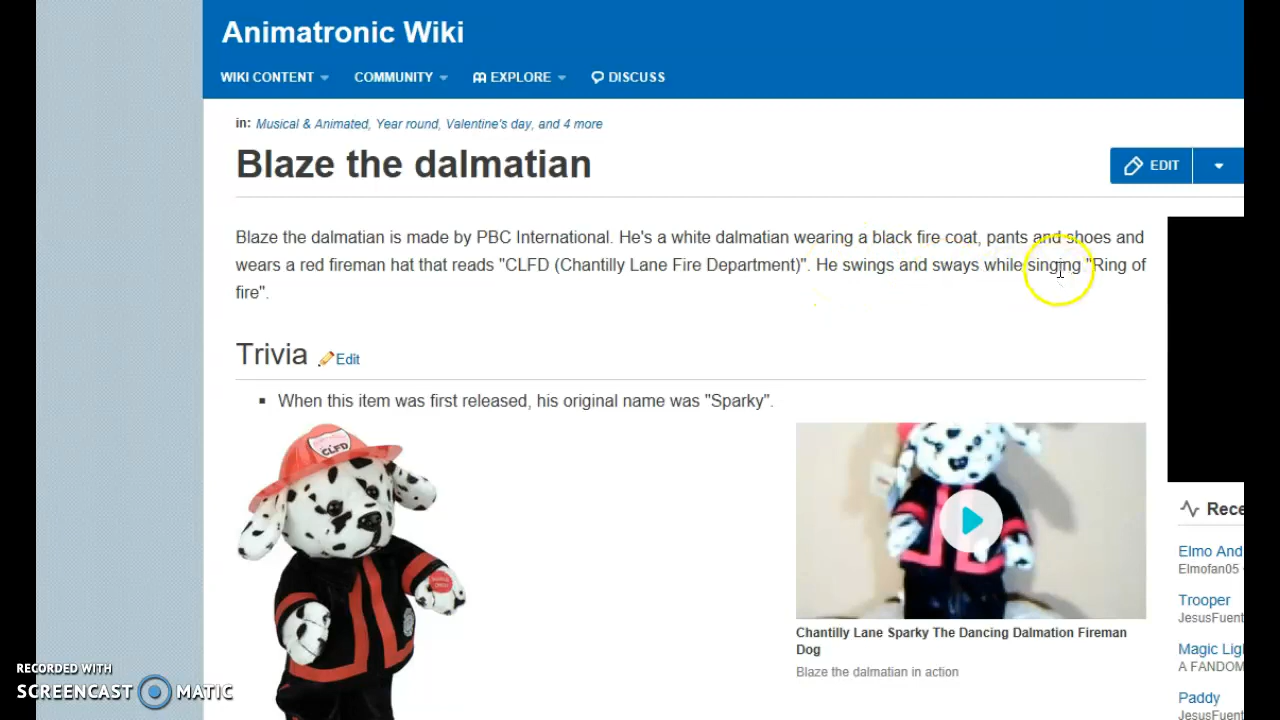 Animatronic Wiki
WIKI CONTENT COMMUNITY EXPLORE DISCUSS
in: Musical & Animated, Year round, Valentine's day, and 4 more
Blaze the dalmatian
EDIT
Blaze the dalmatian is made by PBC International. He's a white dalmatian wearing a black fire coat, pants and shoes and
wears a red fireman hat that reads "CLFD (Chantilly Lane Fire Department)". He swings and sways while singing "Ring of
fire".
Trivia Edit
When this item was first released, his original name was "Sparky".
CLFD
Chantilly Lane Sparky The Dancing Dalmation Fireman
Dog
Blaze the dalmatian in action
Rece
Elmo And
Elmofan05
Trooper
JesusFuent
Magic Lig
A FANDOM
Paddy
JesusFuent
RECORDED WITH
SCREENCAST MATIC